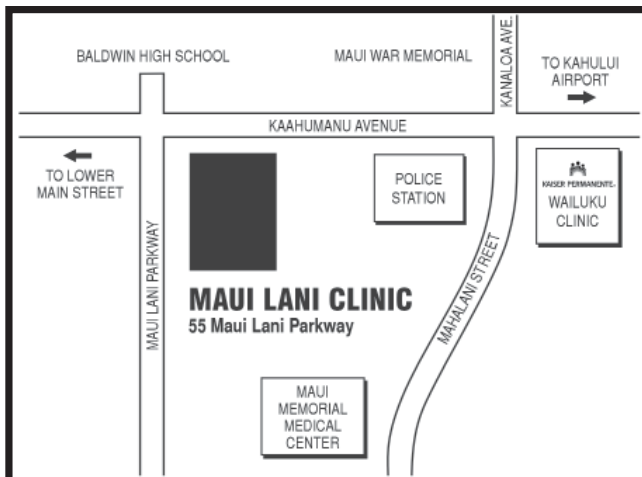 BALDWIN HIGH SCHOOL
MAUI WAR MEMORIAL
KANALOA AVE.
TO KAHULUI
AIRPORT
KAAHUMANU AVENUE
TO LOWER
MAIN STREET
POLICE
STATION
KAISER PERMANENTE
WAILUKU
CLINIC
MAUI LANI PARKWAY
MAUI LANI CLINIC
55 Maui Lani Parkway
MAHALANI STREET
MAUI
MEMORIAL
MEDICAL
CENTER